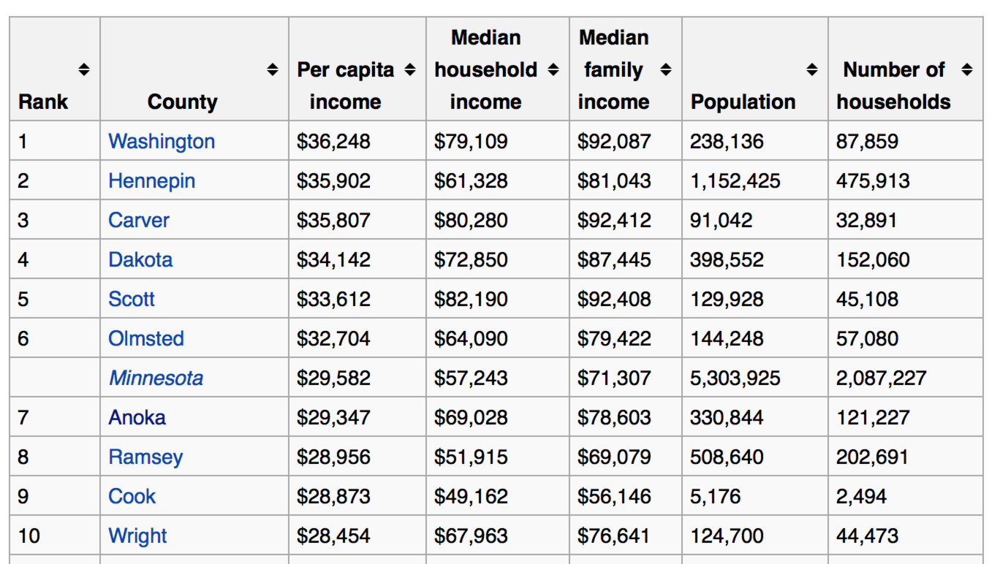 Rank County Per capita income Median household income Median family income Population Number of households
1 Washington $36,248 $79,109 $92,087 238,136 87,859
2 Hennepin $35,902 $61,328 $81,043 1,152,425 475,913
3 Carver $35,807 $80,280 $92,412 91,042 32,891
4 Dakota $34,142 $72,850 $87,445 398,552 152,060
5 Scott $33,612 $82,190 $92,408 129,928 45,108
6 Olmsted $32,704 $64,090 $79,422 144,248 57,080
Minnesota $29,582 $57,243 $71,307 5,303,925 2,087,227
7 Anoka $29,347 $69,028 $78,603 330,844 121,227
8 Ramsey $28,956 $51,915 $69,079 508,640 202,691
9 Cook $28,873 $49,162 $56,146 5,176 2,494
10 Wright $28,454 $67,963 $76,641 124,700 44,473